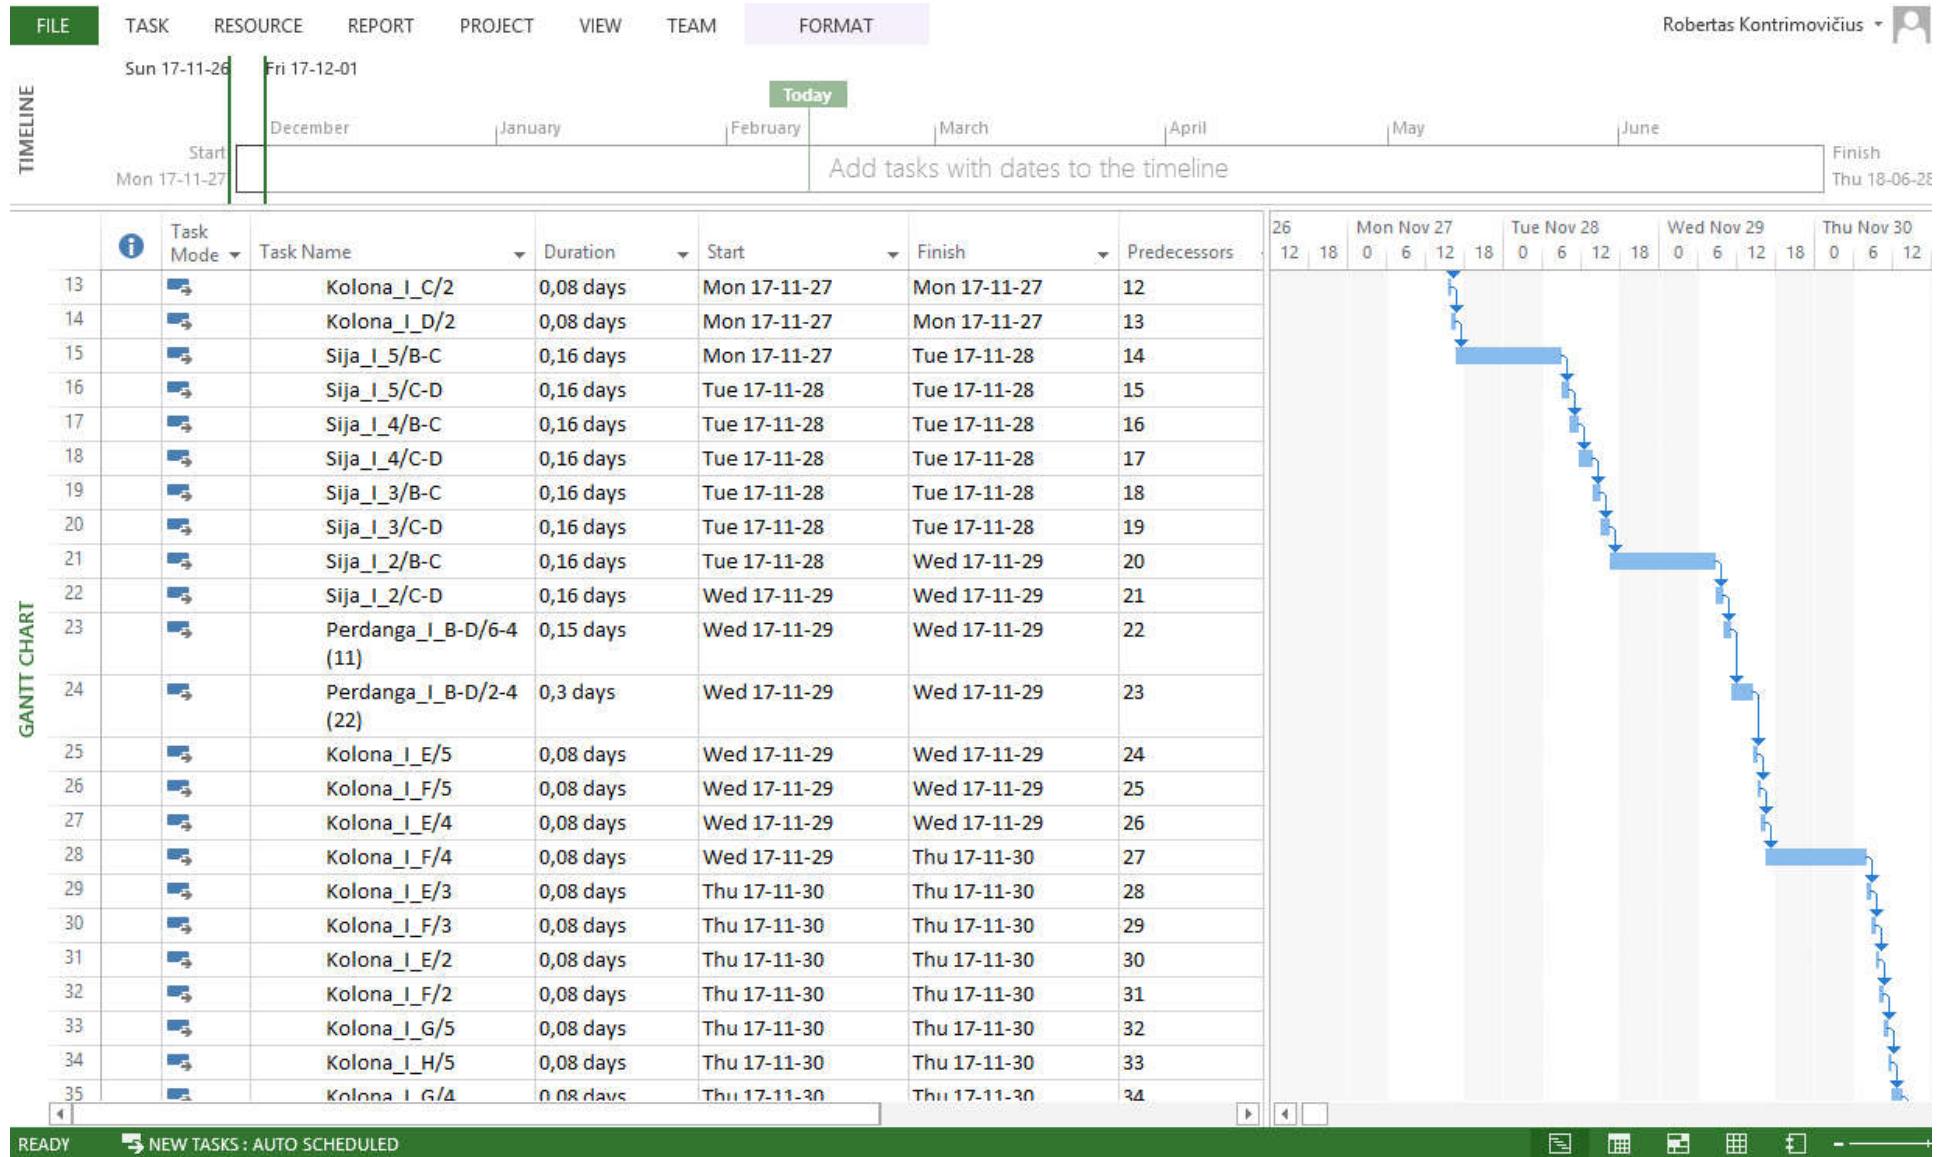 FILE TASK RESOURCE REPORT PROJECT VIEW TEAM FORMAT Robertas Kontrimovičius
Sun 17-11-26 Fri 17-12-01
Today
December January February March April May June
TIMELINE
Start
Mon 17-11-27
Add tasks with dates to the timeline
Finish
Thu 18-06-28
Task Mode Task Name Duration Start Finish Predecessors
26 Mon Nov 27 Tue Nov 28 Wed Nov 29 Thu Nov 30
12 18 0 6 12 18 0 6 12 18 0 6 12 18 0 6 12
GANTT CHART
13 Kolona_I_C/2 0,08 days Mon 17-11-27 Mon 17-11-27 12
14 Kolona_I_D/2 0,08 days Mon 17-11-27 Mon 17-11-27 13
15 Sija_I_5/B-C 0,16 days Mon 17-11-27 Tue 17-11-28 14
16 Sija_I_5/C-D 0,16 days Tue 17-11-28 Tue 17-11-28 15
17 Sija_I_4/B-C 0,16 days Tue 17-11-28 Tue 17-11-28 16
18 Sija_I_4/C-D 0,16 days Tue 17-11-28 Tue 17-11-28 17
19 Sija_I_3/B-C 0,16 days Tue 17-11-28 Tue 17-11-28 18
20 Sija_I_3/C-D 0,16 days Tue 17-11-28 Tue 17-11-28 19
21 Sija_I_2/B-C 0,16 days Tue 17-11-28 Wed 17-11-29 20
22 Sija_I_2/C-D 0,16 days Wed 17-11-29 Wed 17-11-29 21
23 Perdanga_I_B-D/6-4 0,15 days Wed 17-11-29 Wed 17-11-29 22
(11)
24 Perdanga_I_B-D/2-4 0,3 days Wed 17-11-29 Wed 17-11-29 23
(22)
25 Kolona_I_E/5 0,08 days Wed 17-11-29 Wed 17-11-29 24
26 Kolona_I_F/5 0,08 days Wed 17-11-29 Wed 17-11-29 25
27 Kolona_I_E/4 0,08 days Wed 17-11-29 Wed 17-11-29 26
28 Kolona_I_F/4 0,08 days Wed 17-11-29 Thu 17-11-30 27
29 Kolona_I_E/3 0,08 days Thu 17-11-30 Thu 17-11-30 28
30 Kolona_I_F/3 0,08 days Thu 17-11-30 Thu 17-11-30 29
31 Kolona_I_E/2 0,08 days Thu 17-11-30 Thu 17-11-30 30
32 Kolona_I_F/2 0,08 days Thu 17-11-30 Thu 17-11-30 31
33 Kolona_I_G/5 0,08 days Thu 17-11-30 Thu 17-11-30 32
34 Kolona_I_H/5 0,08 days Thu 17-11-30 Thu 17-11-30 33
35 Kolona_I_G/4 0,08 days Thu 17-11-30 Thu 17-11-30 34
READY NEW TASKS : AUTO SCHEDULED